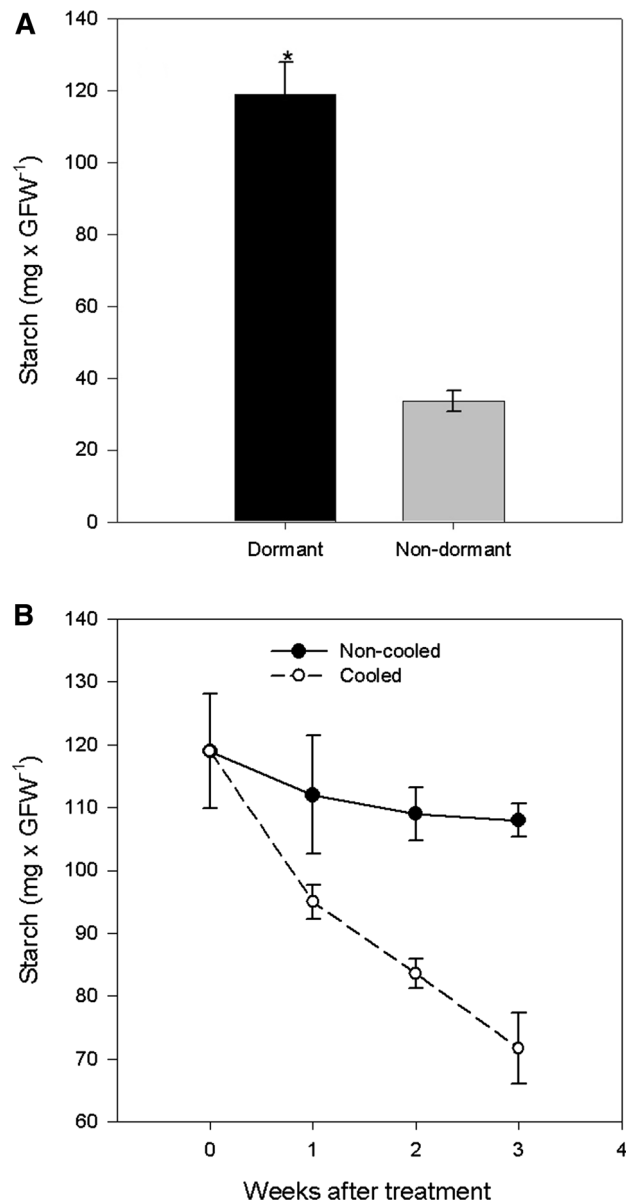 A
140
120
100
80
60
40
20
0
Starch (mg x GFW⁻¹)
*
Dormant
Non-dormant
B
140
130
120
110
100
90
80
70
60
Starch (mg x GFW⁻¹)
Non-cooled
Cooled
0 1 2 3 4
Weeks after treatment